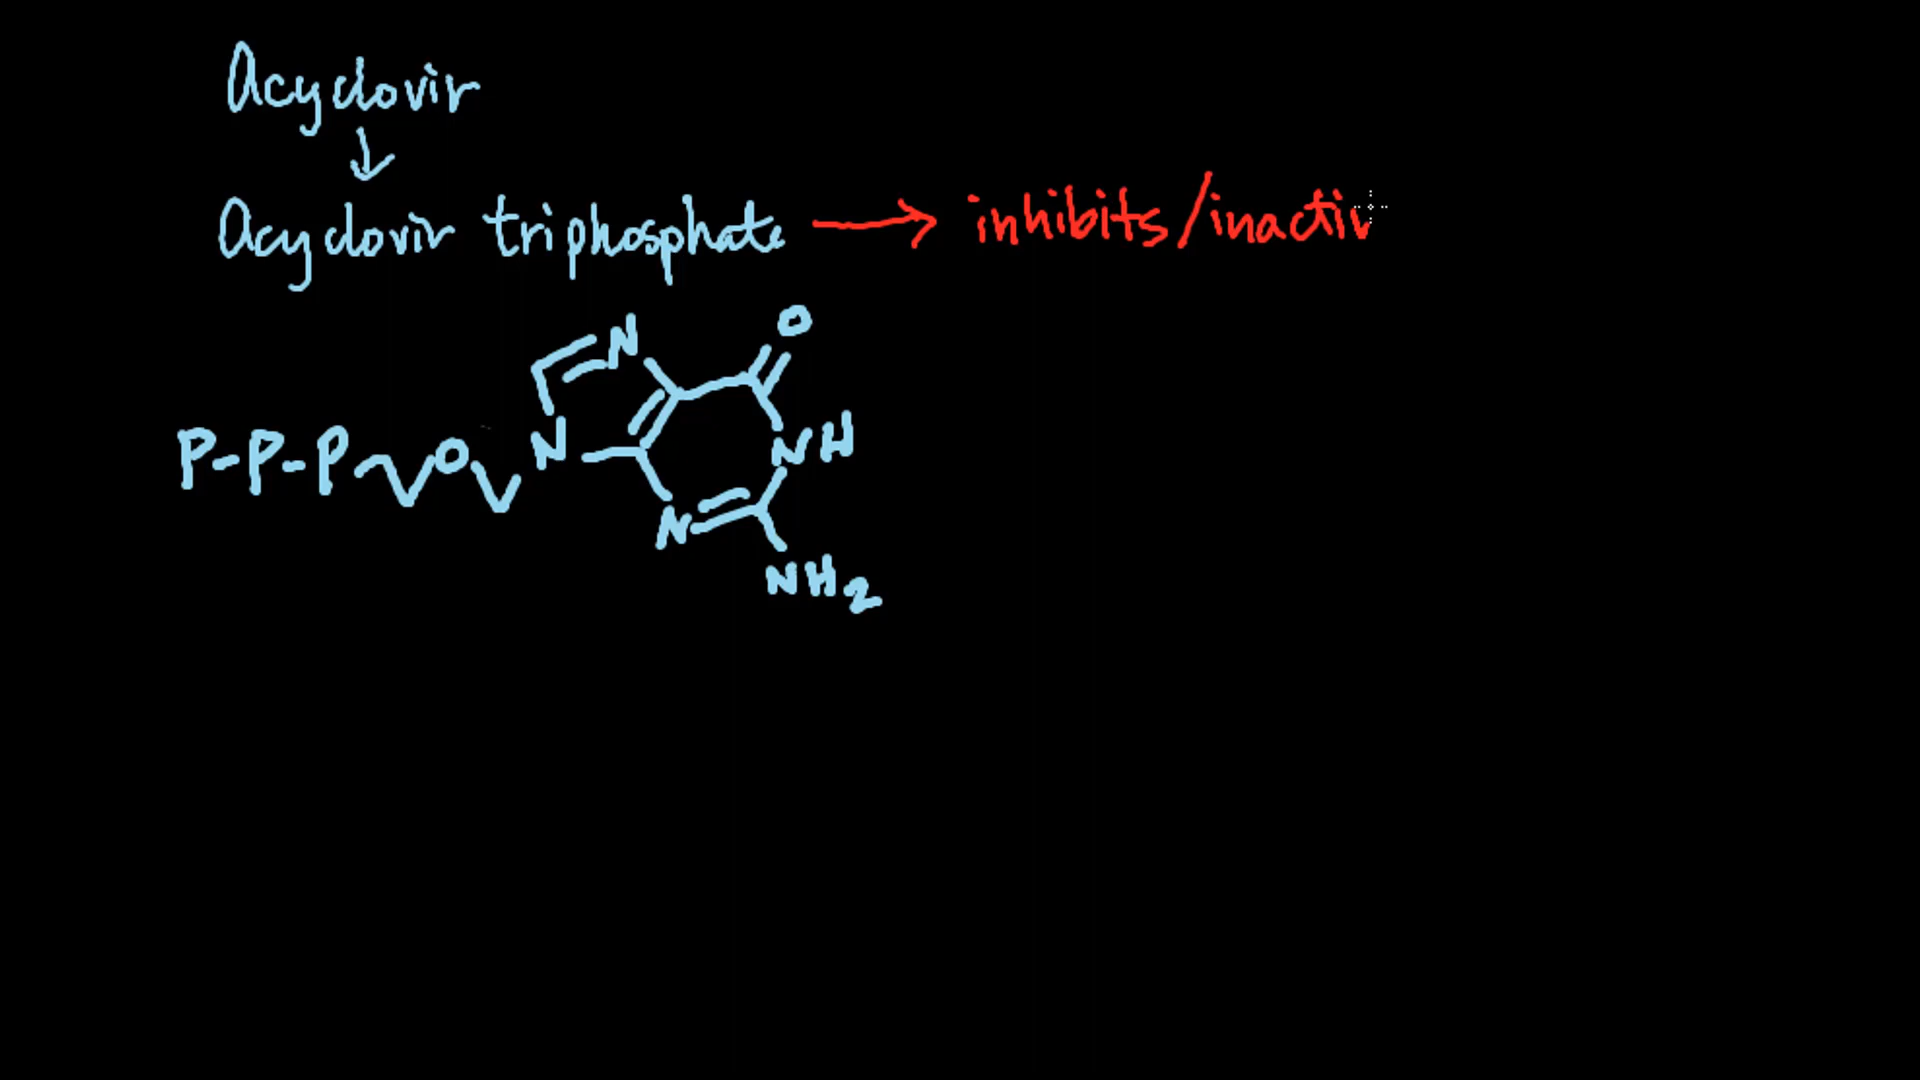 Acyclovir
Acyclovir triphosphate → inhibits/inactiv
O
N
P-P-P O N NH
N
NH2